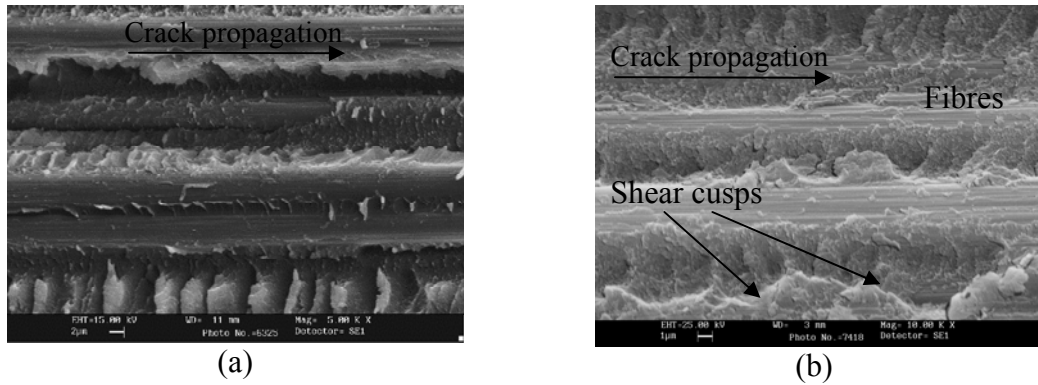 Crack propagation
EHT=15.00 kV WD= 11 mm Mag= 5.00 K X
2µm Photo No.=6325 Detector= SE1
(a)
Crack propagation
Fibres
Shear cusps
EHT=25.00 kV WD= 3 mm Mag= 10.00 K X
1µm Photo No.=7418 Detector= SE1
(b)